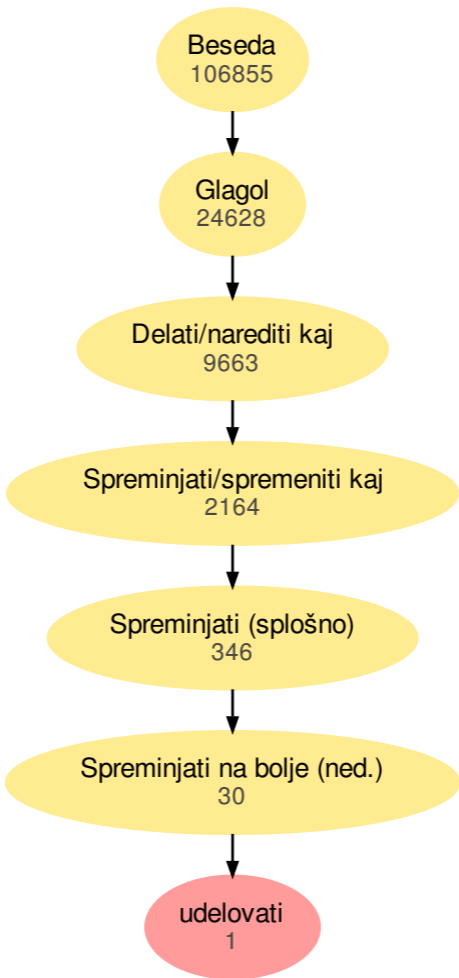 Beseda
106855
Glagol
24628
Delati/narediti kaj
9663
Spreminjati/spremeniti kaj
2164
Spreminjati (splošno)
346
Spreminjati na bolje (ned.)
30
udelovati
1